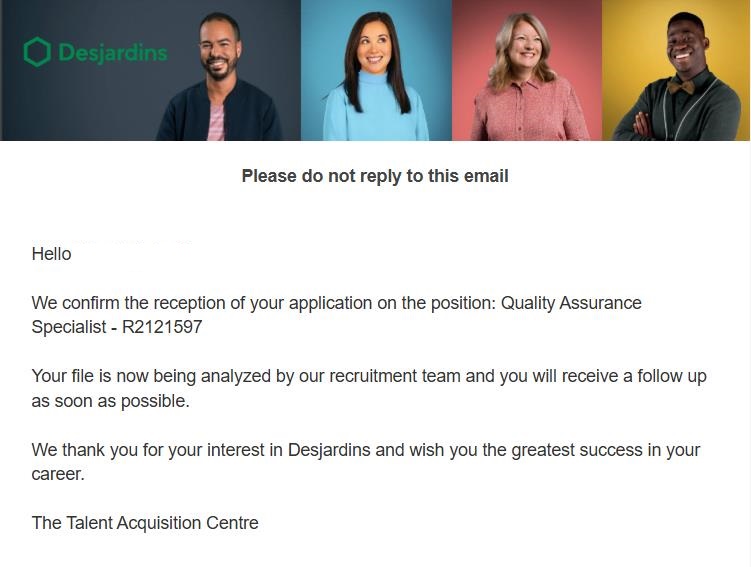 Desjardins
Please do not reply to this email
Hello
We confirm the reception of your application on the position: Quality Assurance
Specialist - R2121597
Your file is now being analyzed by our recruitment team and you will receive a follow up
as soon as possible.
We thank you for your interest in Desjardins and wish you the greatest success in your
career.
The Talent Acquisition Centre